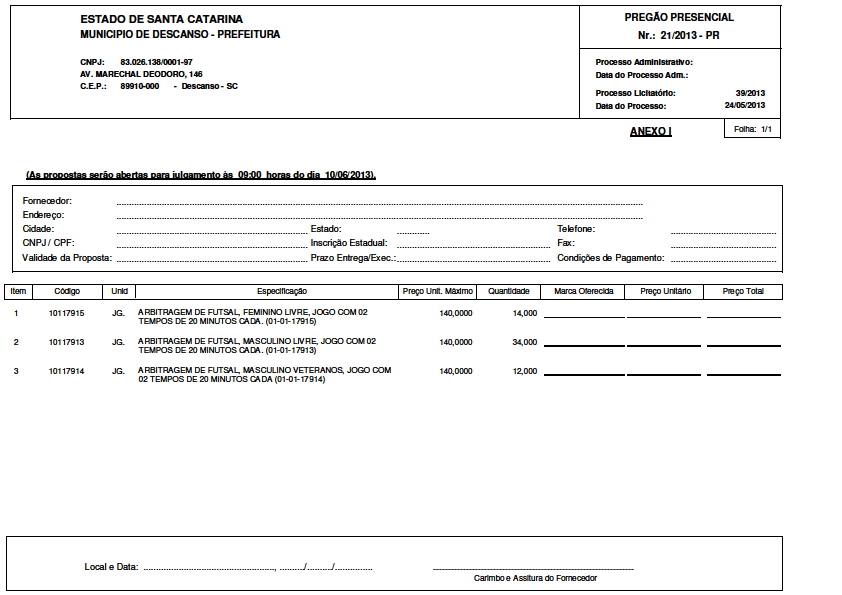 ESTADO DE SANTA CATARINA
MUNICIPIO DE DESCANSO - PREFEITURA
CNPJ: 83.026.138/0001-97
AV. MARECHAL DEODORO, 146
C.E.P.: 89910-000 - Descanso - SC
PREGÃO PRESENCIAL
Nr.: 21/2013 - PR
Processo Administrativo:
Data do Processo Adm.:
Processo Licitatório: 39/2013
Data do Processo: 24/05/2013
ANEXO I
Folha: 1/1
(As propostas serão abertas para julgamento às 09:00 horas do dia 10/06/2013).
Fornecedor: ........................................
Endereço: ........................................
Cidade: .................... Estado: ............ Telefone: ....................
CNPJ / CPF: .................... Inscrição Estadual: .................... Fax: ....................
Validade da Proposta: .................... Prazo Entrega/Exec.: .................... Condições de Pagamento: ....................
Item Código Unid Especificação Preço Unit. Máximo Quantidade Marca Oferecida Preço Unitário Preço Total
1 10117915 JG. ARBITRAGEM DE FUTSAL, FEMININO LIVRE, JOGO COM 02 140,0000 14,000
TEMPOS DE 20 MINUTOS CADA. (01-01-17915)
2 10117913 JG. ARBITRAGEM DE FUTSAL, MASCULINO LIVRE, JOGO COM 02 140,0000 34,000
TEMPOS DE 20 MINUTOS CADA. (01-01-17913)
3 10117914 JG. ARBITRAGEM DE FUTSAL, MASCULINO VETERANOS, JOGO COM 140,0000 12,000
02 TEMPOS DE 20 MINUTOS CADA (01-01-17914)
Local e Data: ...................., ........../........../...............
Carimbo e Assitura do Fornecedor